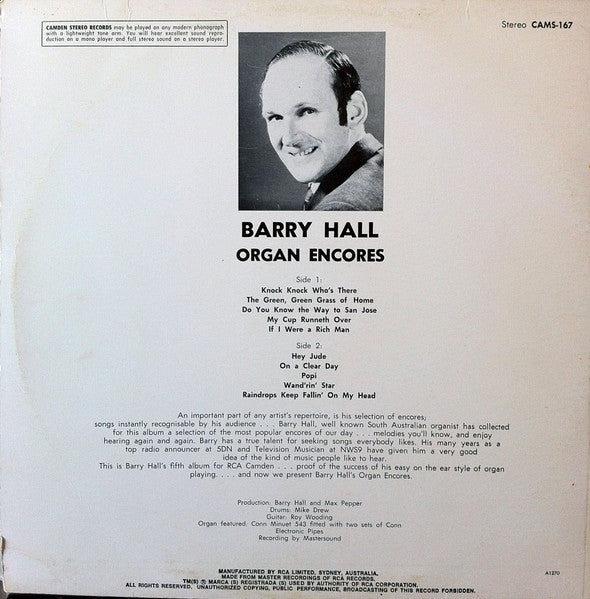 CAMDEN STEREO RECORDS may be played on any modern phonograph
with a lightweight tone arm. You will hear excellent sound repro-
duction on a mono player and full stereo sound on a stereo player.
Stereo CAMS-167
BARRY HALL
ORGAN ENCORES
Side 1:
Knock Knock Who's There
The Green, Green Grass of Home
Do You Know the Way to San Jose
My Cup Runneth Over
If I Were a Rich Man
Side 2:
Hey Jude
On a Clear Day
Popi
Wand'rin' Star
Raindrops Keep Fallin' On My Head
An important part of any artist's repertoire, is his selection of encores;
songs instantly recognisable by his audience . . . Barry Hall, well known South Australian organist has collected
for this album a selection of the most popular encores of our day . . . melodies you'll know, and enjoy
hearing again and again. Barry has a true talent for seeking songs everybody likes. His many years as a
top radio announcer at 5DN and Television Musician at NWS9 have given him a very good
idea of the kind of music people like to hear.
This is Barry Hall's fifth album for RCA Camden . . . proof of the success of his easy on the ear style of organ
playing. . . . and now we present Barry Hall's Organ Encores.
Production: Barry Hall and Max Pepper
Drums: Mike Drew
Guitar: Roy Wooding
Organ featured: Conn Minuet 543 fitted with two sets of Conn
Electronic Pipes
Recording by Mastersound
MANUFACTURED BY RCA LIMITED, SYDNEY, AUSTRALIA,
MADE FROM MASTER RECORDINGS OF RCA RECORDS.
TM(S) ® MARCA (S) REGISTRADA (S) USED BY AUTHORITY OF RCA CORPORATION.
ALL RIGHTS RESERVED. UNAUTHORIZED COPYING, PUBLIC PERFORMANCE, BROADCASTING OF THIS RECORD FORBIDDEN.
A1270